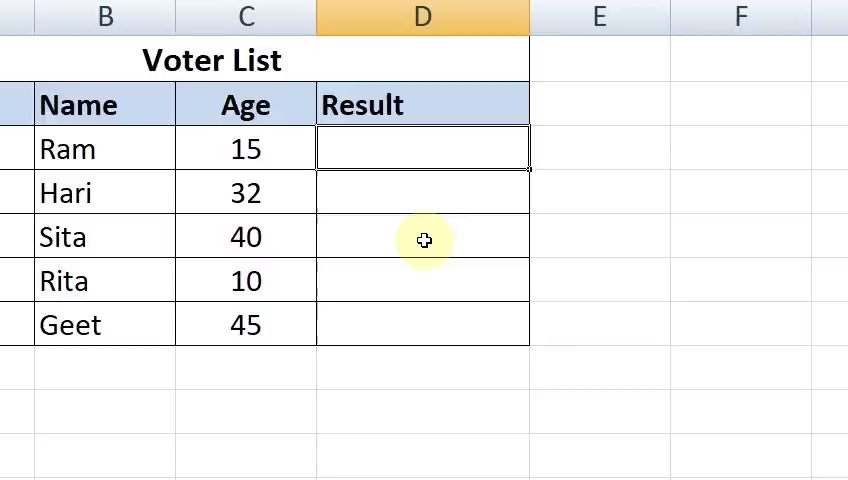 B C D E F
Voter List
Name Age Result
Ram 15
Hari 32
Sita 40
Rita 10
Geet 45